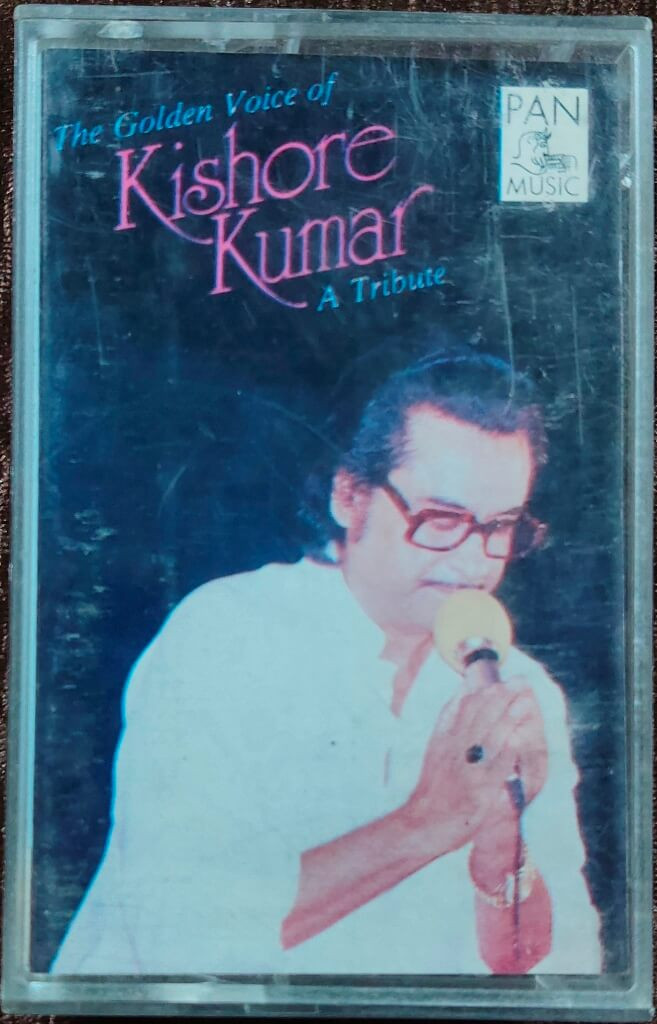 The Golden Voice of
Kishore
Kumar
A Tribute
PAN
MUSIC